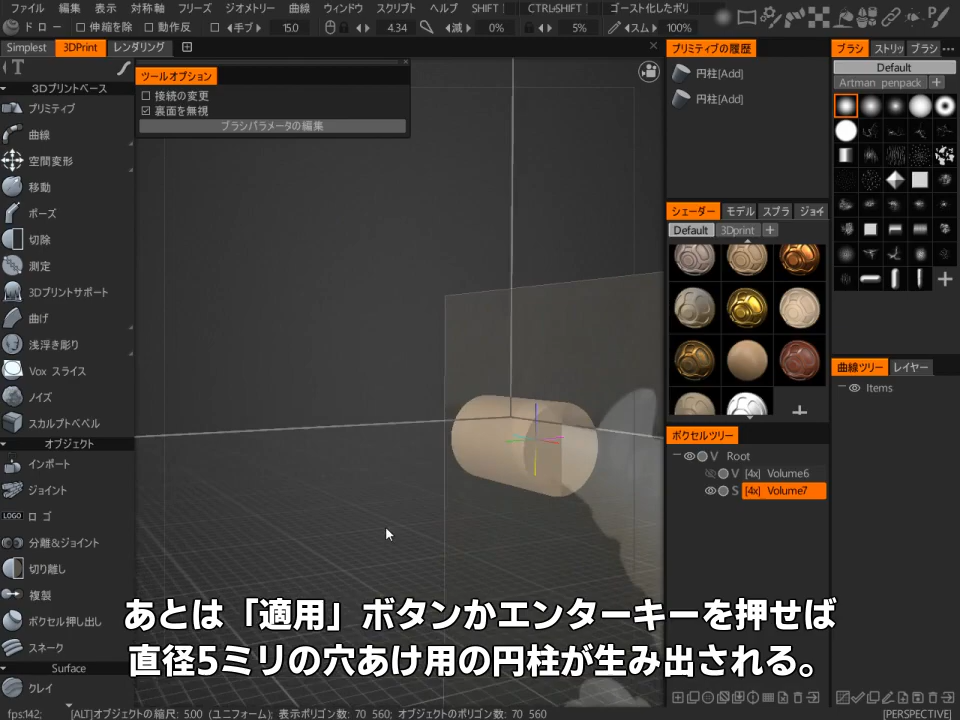 ファイル 編集 表示 対称軸 フリーズ ジオメトリー 曲線 ウィンドウ スクリプト ヘルプ SHIFT CTRL&SHIFT ゴースト化したボリ
ドロー 伸縮を除 動作反 15.0 4.34 0% 5% 100%
Simplest 3DPrint レンダリング
3Dプリントベース
プリミティブ
曲線
空間変形
移動
ポーズ
切除
測定
3Dプリントサポート
曲げ
浅浮き彫り
Vox スライス
ノイズ
スカルプトベベル
オブジェクト
インポート
ジョイント
LOGO ロゴ
分離&ジョイント
切り離し
複製
ボクセル押し出し
スネーク
Surface
クレイ
ツールオプション
接続の変更
裏面を無視
ブラシパラメータの編集
プリミティブの履歴
円柱[Add]
円柱[Add]
シェーダー モデル スプラ ジョイ
Default 3Dprint +
ボクセルツリー
V Root
V [4x] Volume6
S [4x] Volume7
ブラシ ストリッ ブラシ
Default
Artman penpack +
曲線ツリー レイヤー
Items
あとは「適用」ボタンかエンターキーを押せば
直径5ミリの穴あけ用の円柱が生み出される。
fps:142; [ALT]オブジェクトの縮尺: 5.00 (ユニフォーム); 表示ポリゴン数: 70 560; オブジェクトのポリゴン数: 70 560 [PERSPECTIVE]